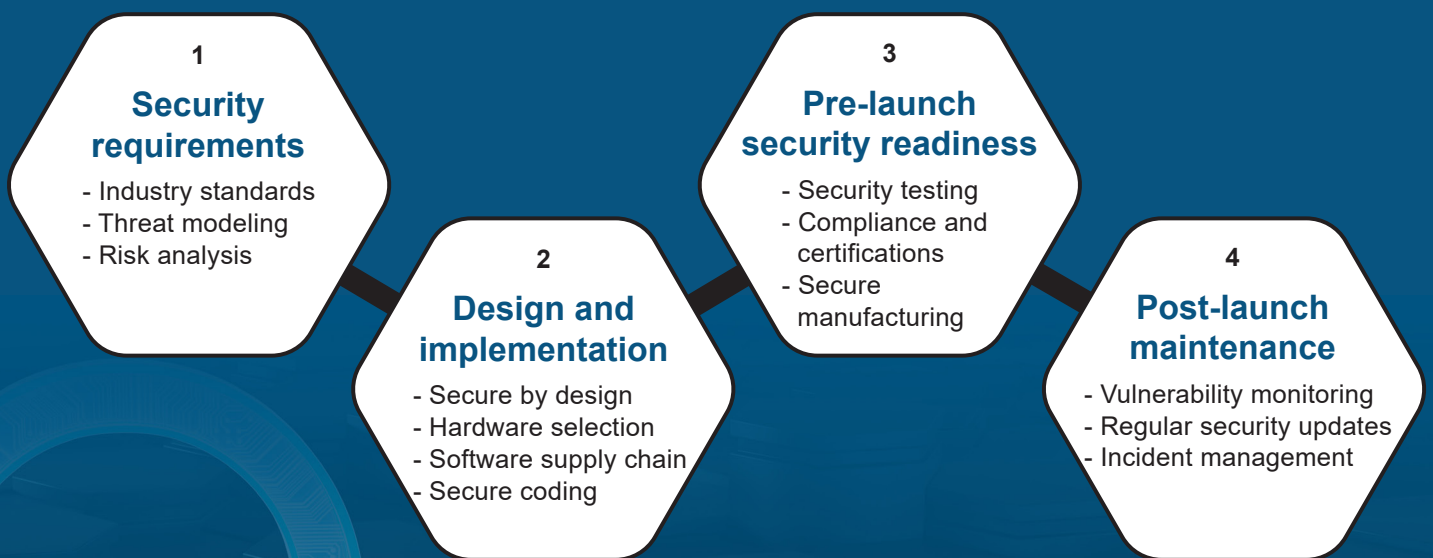 1
Security
requirements
- Industry standards
- Threat modeling
- Risk analysis
2
Design and
implementation
- Secure by design
- Hardware selection
- Software supply chain
- Secure coding
3
Pre-launch
security readiness
- Security testing
- Compliance and
certifications
- Secure
manufacturing
4
Post-launch
maintenance
- Vulnerability monitoring
- Regular security updates
- Incident management